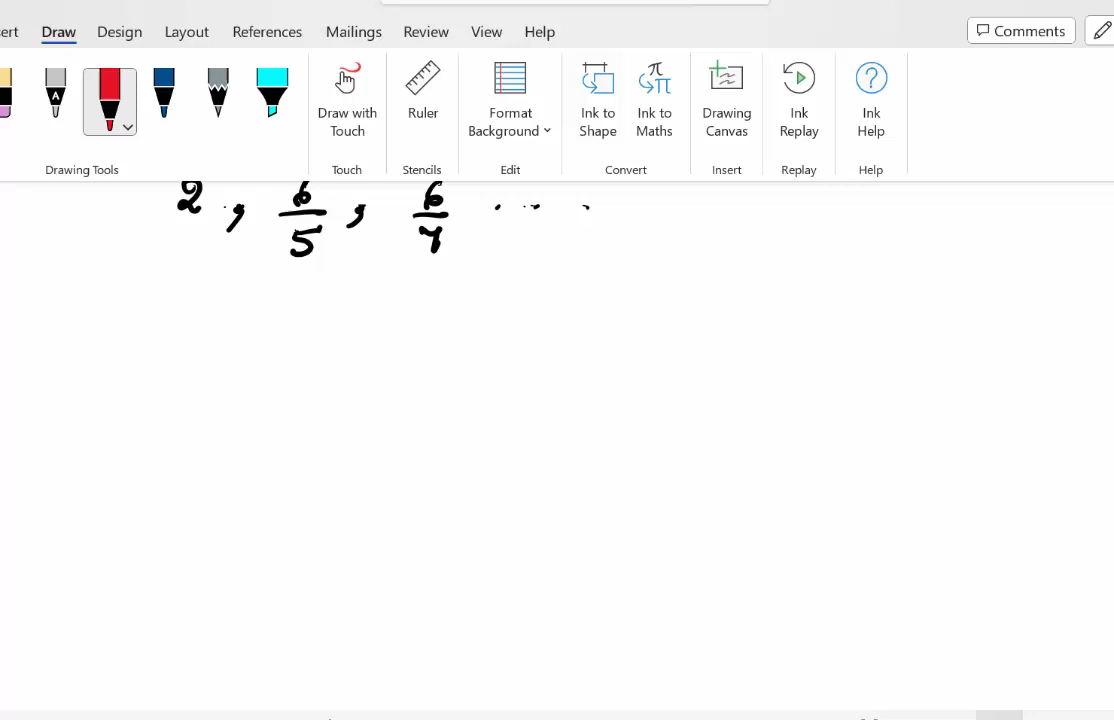 ert Draw Design Layout References Mailings Review View Help Comments
A
Draw with Touch Ruler Format Background Ink to Shape Ink to Maths Drawing Canvas Ink Replay Ink Help
Drawing Tools Touch Stencils Edit Convert Insert Replay Help
2, 6/5, 6/7 ....